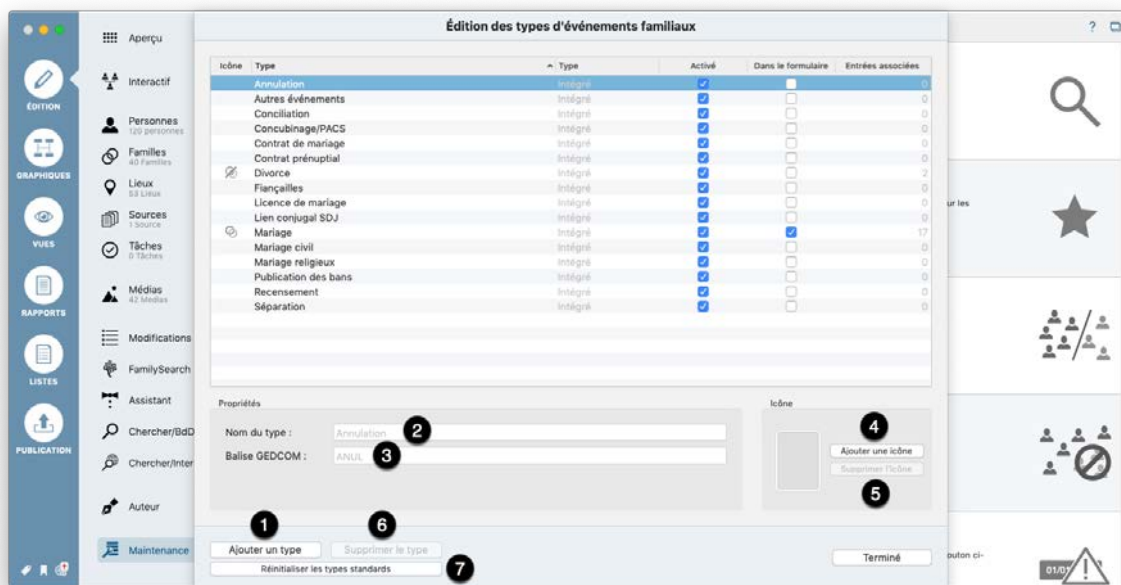 Édition des types d'événements familiaux
?
ÉDITION
GRAPHIQUES
VUES
RAPPORTS
LISTES
PUBLICATION
Aperçu
Interactif
Personnes
120 personnes
Familles
40 Familles
Lieux
53 Lieux
Sources
1 Source
Tâches
0 Tâches
Médias
42 Medias
Modifications
FamilySearch
Assistant
Chercher/BdD
Chercher/Inter
Auteur
Maintenance
Icône Type Type Activé Dans le formulaire Entrées associées
Annulation Intégré 0
Autres événements Intégré 0
Conciliation Intégré 0
Concubinage/PACS Intégré 0
Contrat de mariage Intégré 0
Contrat prénuptial Intégré 0
Divorce Intégré 2
Fiançailles Intégré 0
Licence de mariage Intégré 0
Lien conjugal SDJ Intégré 0
Mariage Intégré 17
Mariage civil Intégré 0
Mariage religieux Intégré 0
Publication des bans Intégré 0
Recensement Intégré 0
Séparation Intégré 0
Propriétés
Nom du type : Annulation 2
Balise GEDCOM : ANUL 3
Icône
4
Ajouter une icône
Supprimer l'icône
5
1 6
Ajouter un type Supprimer le type
Réinitialiser les types standards 7
Terminé
ur les
outon ci-
01/01